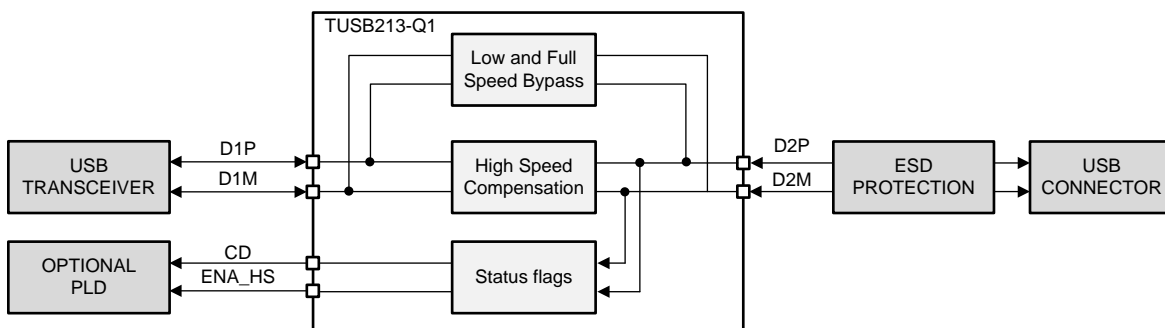 TUSB213-Q1
Low and Full
Speed Bypass
D1P
D1M
USB
TRANSCEIVER
High Speed
Compensation
D2P
D2M
ESD
PROTECTION
USB
CONNECTOR
CD
ENA_HS
OPTIONAL
PLD
Status flags